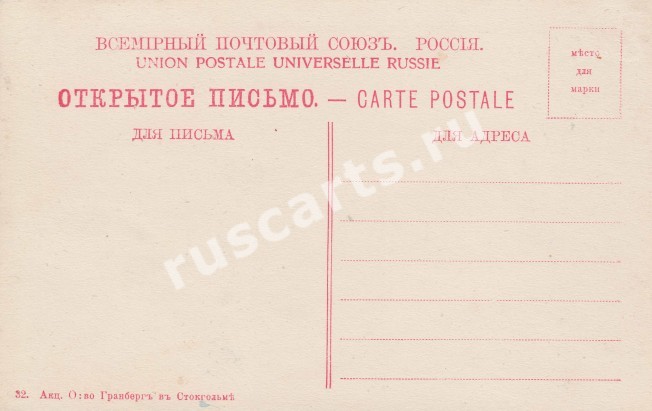 ВСЕМІРНЫЙ ПОЧТОВЫЙ СОЮЗЪ. РОССІЯ.
UNION POSTALE UNIVERSELLE RUSSIE
ОТКРЫТОЕ ПИСЬМО. — CARTE POSTALE
мѣсто
для
марки
ДЛЯ ПИСЬМА
ДЛЯ АДРЕСА
ruscarts.ru
32. Акц. О:во Гранбергъ въ Стокгольмѣ